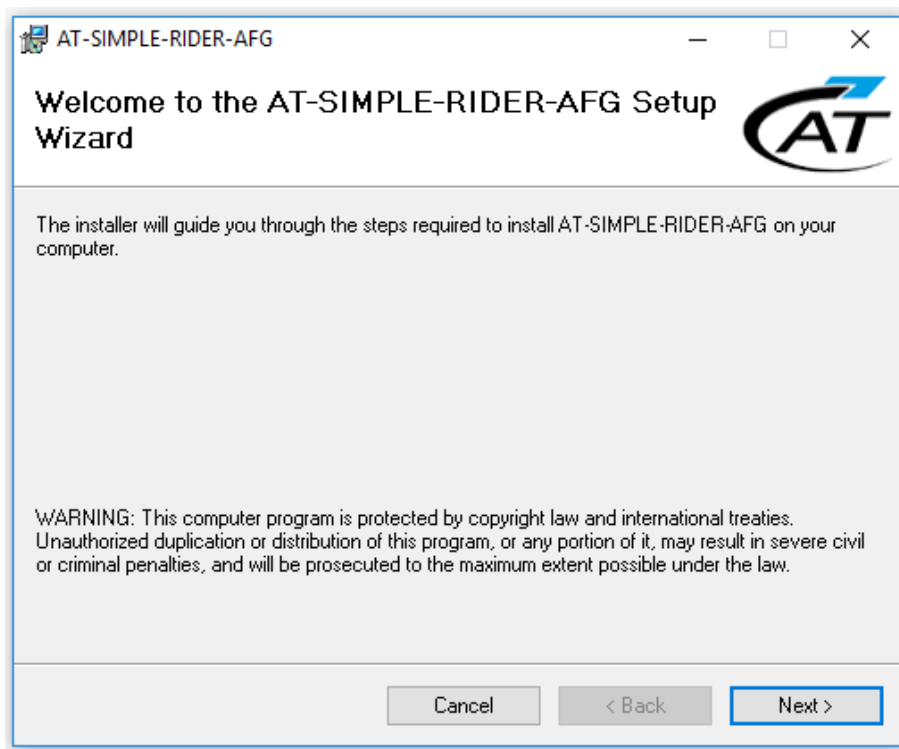 AT-SIMPLE-RIDER-AFG
Welcome to the AT-SIMPLE-RIDER-AFG Setup
Wizard
AT
The installer will guide you through the steps required to install AT-SIMPLE-RIDER-AFG on your
computer.
WARNING: This computer program is protected by copyright law and international treaties.
Unauthorized duplication or distribution of this program, or any portion of it, may result in severe civil
or criminal penalties, and will be prosecuted to the maximum extent possible under the law.
Cancel
< Back
Next >